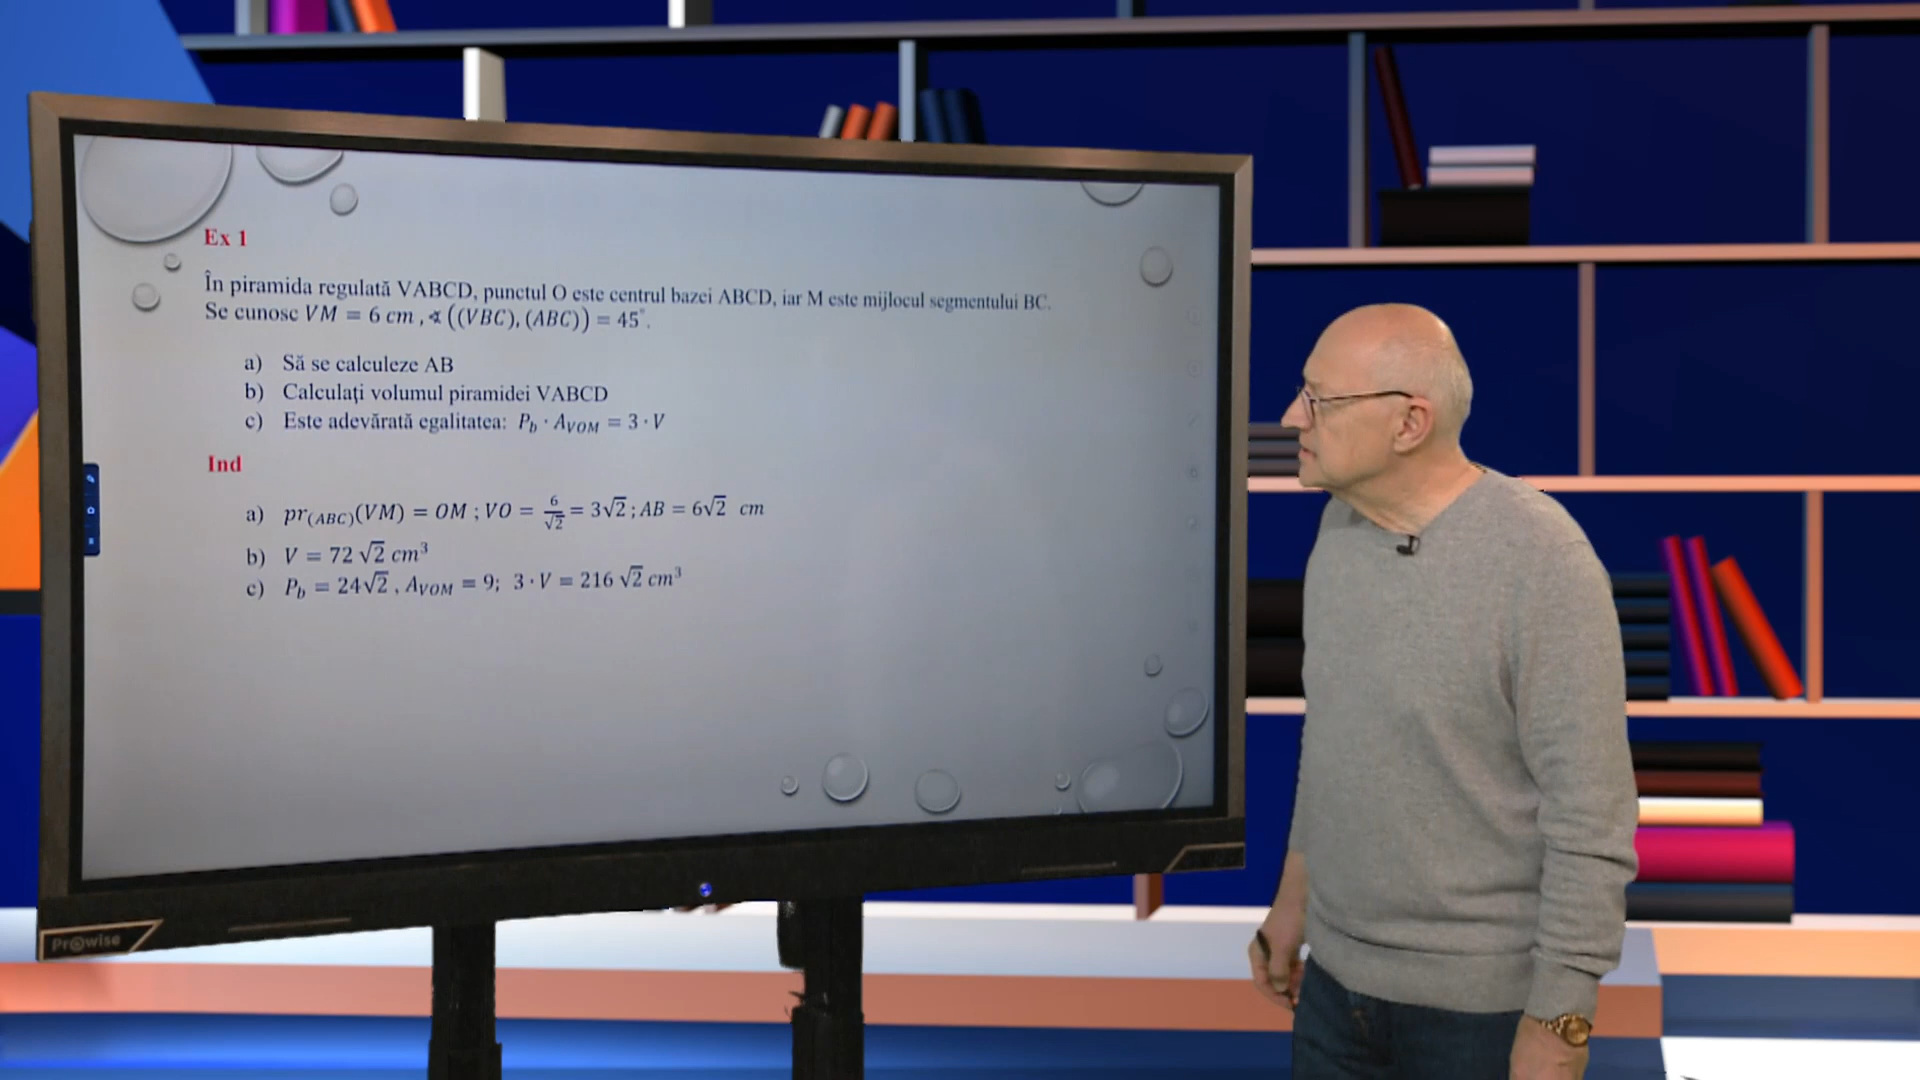 Ex 1
În piramida regulată VABCD, punctul O este centrul bazei ABCD, iar M este mijlocul segmentului BC.
Se cunosc VM = 6 cm , ∢ ((VBC), (ABC)) = 45°.
a) Să se calculeze AB
b) Calculați volumul piramidei VABCD
c) Este adevărată egalitatea: P_b · A_VOM = 3 · V
Ind
a) pr_(ABC)(VM) = OM ; VO = 6/√2 = 3√2 ; AB = 6√2 cm
b) V = 72 √2 cm³
c) P_b = 24√2 , A_VOM = 9; 3 · V = 216 √2 cm³
Prowise